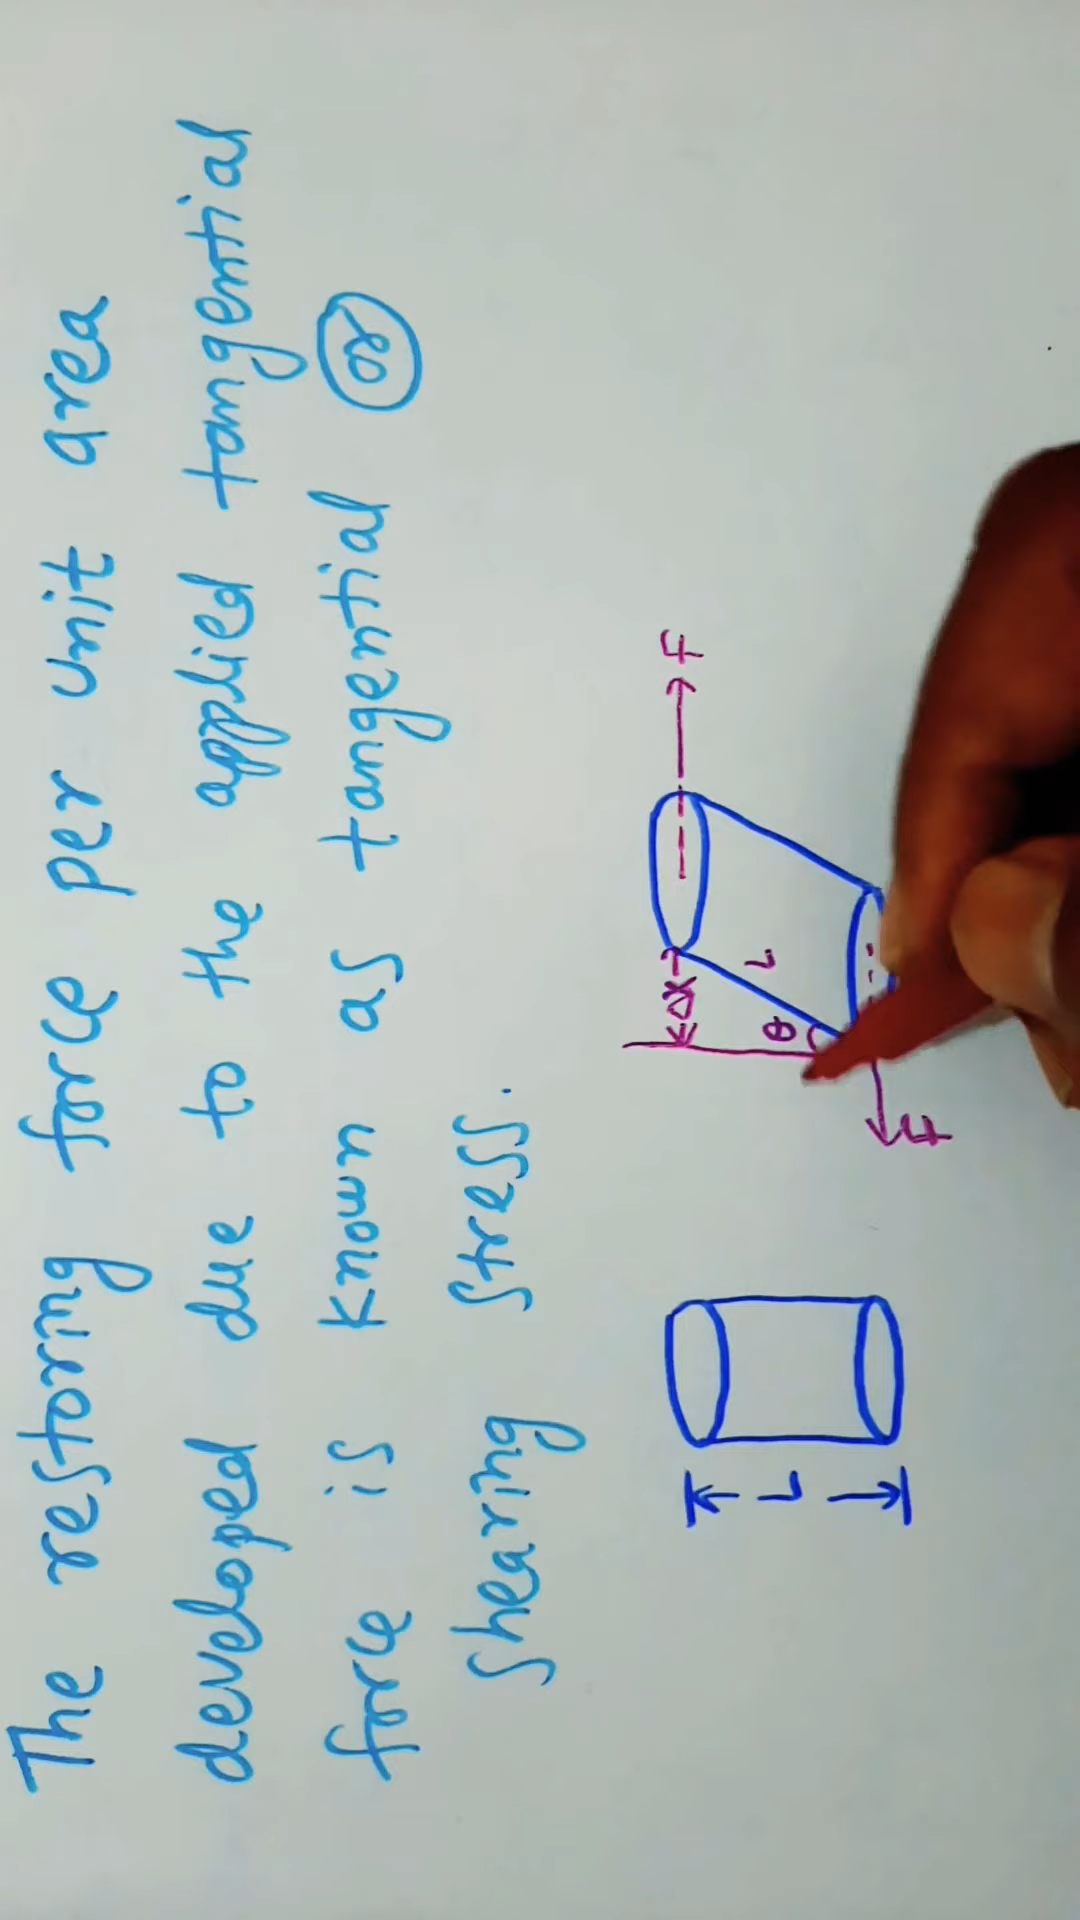 The restoring force per unit area
developed due to the applied tangential
force is known as tangential or
shearing stress.
F
Δx
L
θ
F
L